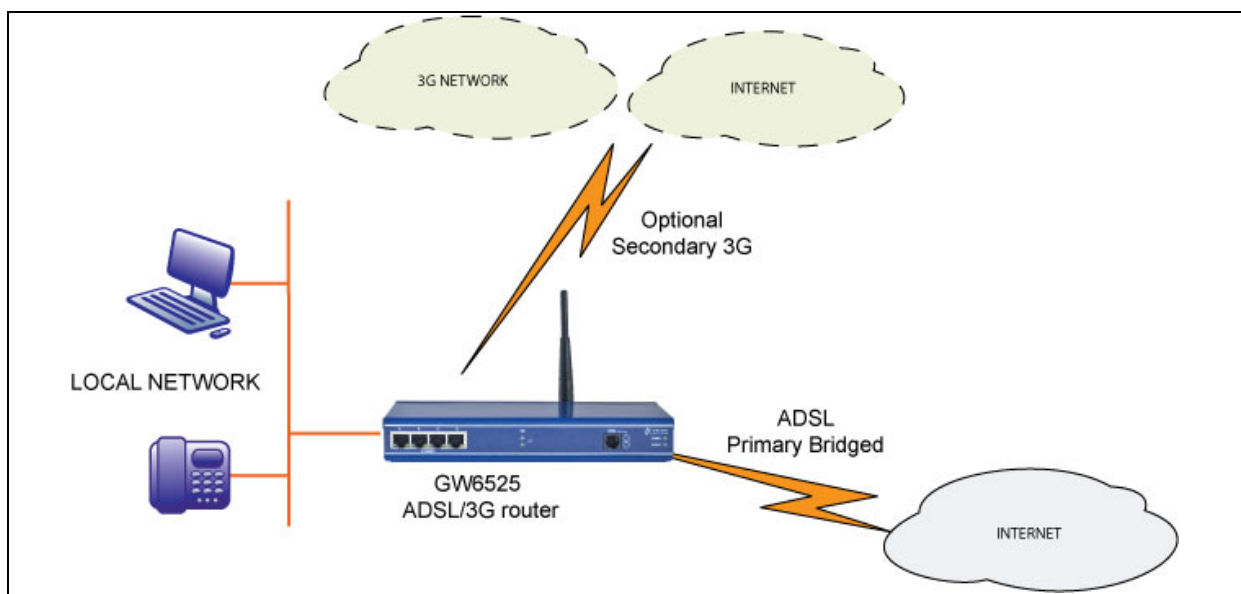 3G NETWORK
INTERNET
Optional
Secondary 3G
LOCAL NETWORK
ADSL
Primary Bridged
GW6525
ADSL/3G router
INTERNET